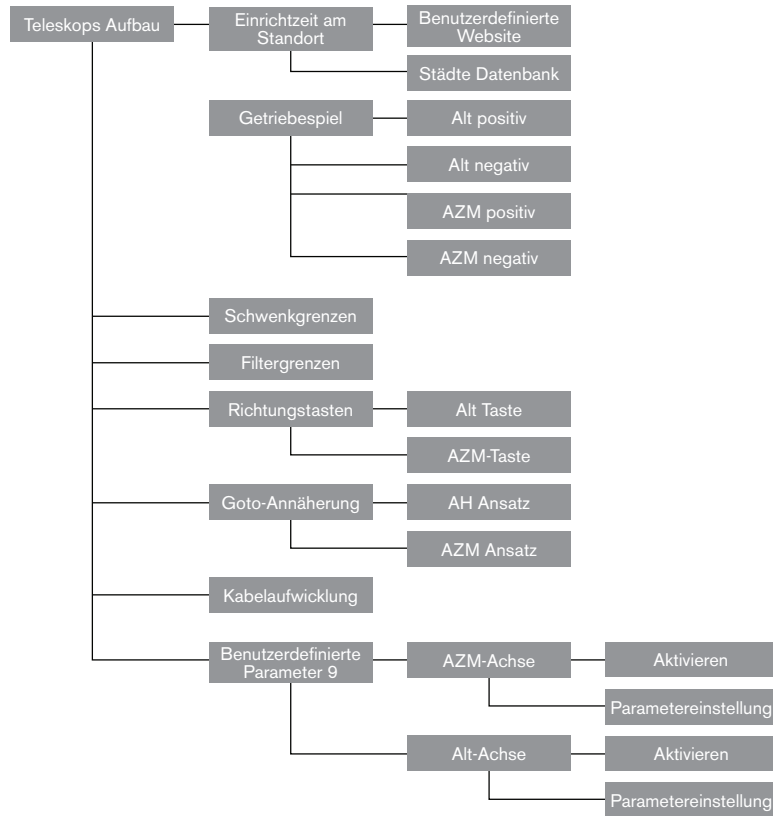 Teleskops Aufbau
Einrichtzeit am
Standort
Benutzerdefinierte
Website
Städte Datenbank
Getriebespiel
Alt positiv
Alt negativ
AZM positiv
AZM negativ
Schwenkgrenzen
Filtergrenzen
Richtungstasten
Alt Taste
AZM-Taste
Goto-Annäherung
AH Ansatz
AZM Ansatz
Kabelaufwicklung
Benutzerdefinierte
Parameter 9
AZM-Achse
Aktivieren
Parametereinstellung
Alt-Achse
Aktivieren
Parametereinstellung